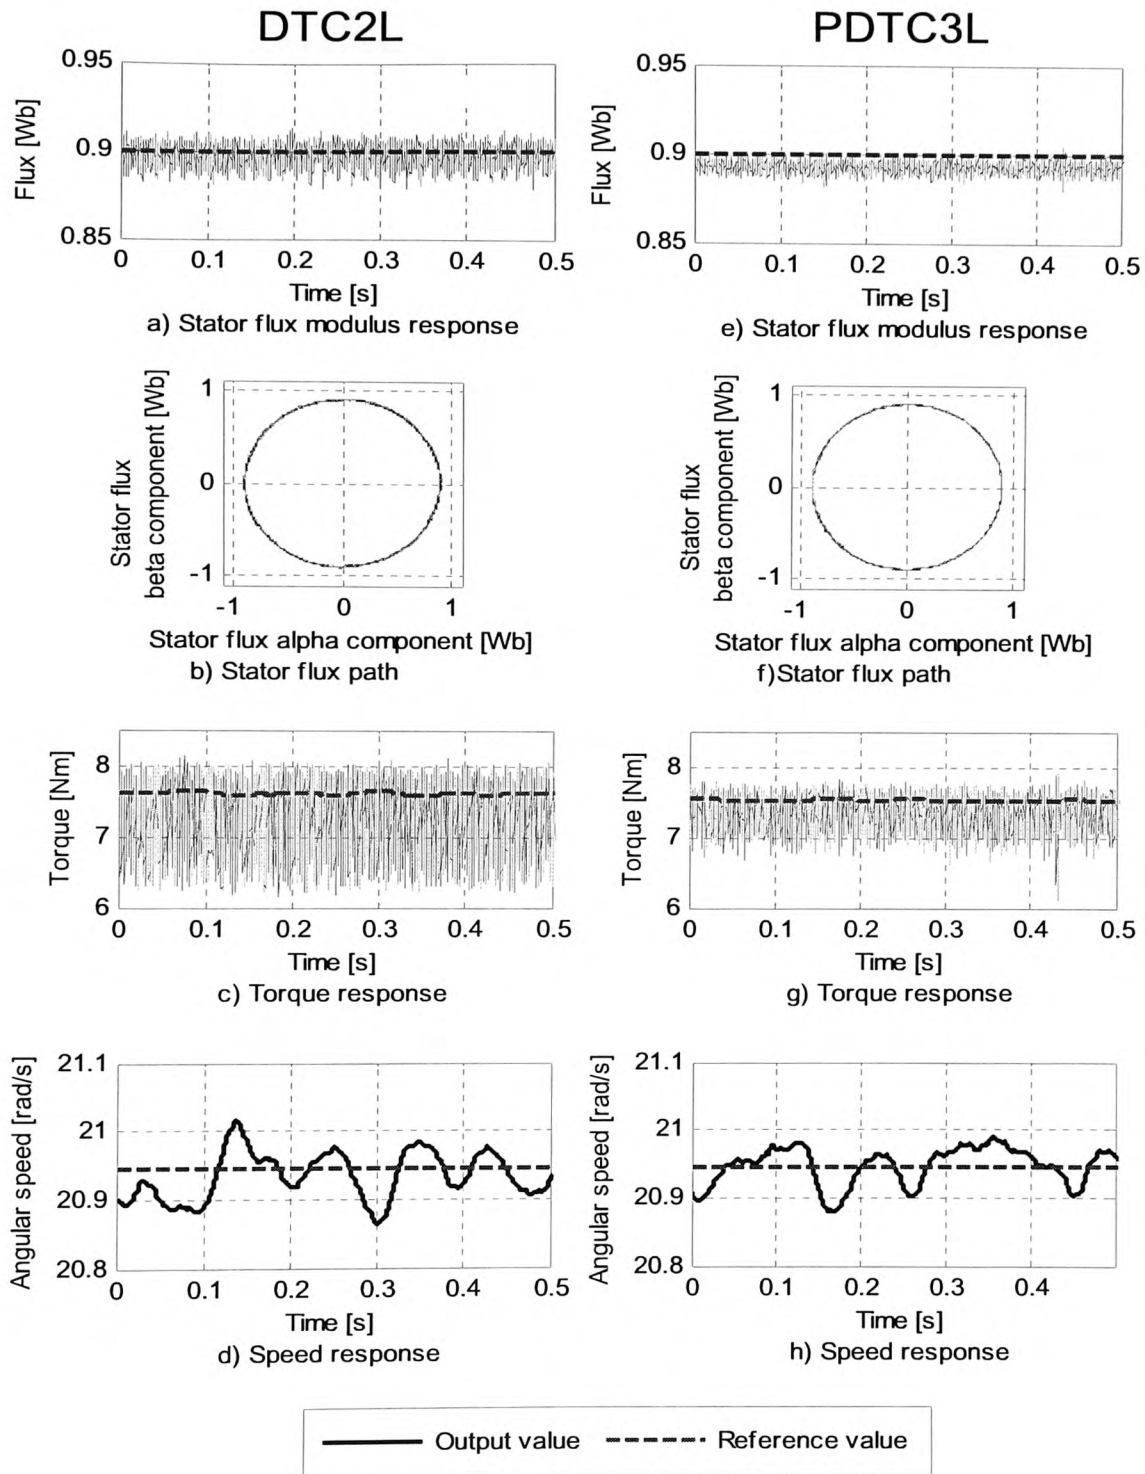 DTC2L
0.95
0.9
0.85
Flux [Wb]
0 0.1 0.2 0.3 0.4 0.5
Time [s]
a) Stator flux modulus response
1
0
-1
Stator flux
beta component [Wb]
-1 0 1
Stator flux alpha component [Wb]
b) Stator flux path
8
7
6
Torque [Nm]
0 0.1 0.2 0.3 0.4 0.5
Time [s]
c) Torque response
21.1
21
20.9
20.8
Angular speed [rad/s]
0 0.1 0.2 0.3 0.4 0.5
Time [s]
d) Speed response
PDTC3L
0.95
0.9
0.85
Flux [Wb]
0 0.1 0.2 0.3 0.4 0.5
Time [s]
e) Stator flux modulus response
1
0
-1
Stator flux
beta component [Wb]
-1 0 1
Stator flux alpha component [Wb]
f)Stator flux path
8
7
6
Torque [Nm]
0 0.1 0.2 0.3 0.4 0.5
Time [s]
g) Torque response
21.1
21
20.9
20.8
Angular speed [rad/s]
0 0.1 0.2 0.3 0.4
Time [s]
h) Speed response
Output value
Reference value